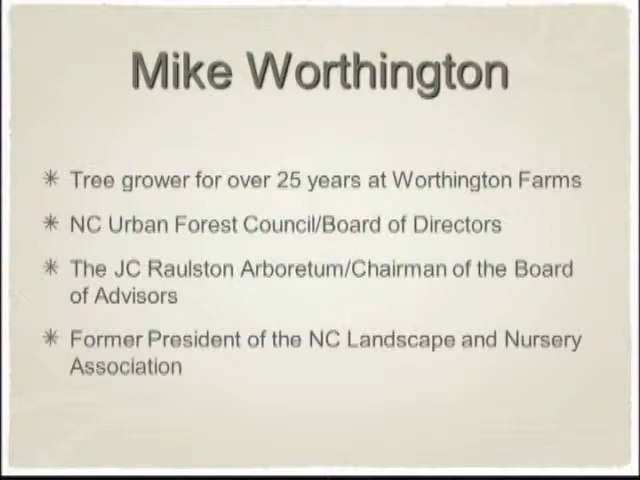 Mike Worthington
✳ Tree grower for over 25 years at Worthington Farms
✳ NC Urban Forest Council/Board of Directors
✳ The JC Raulston Arboretum/Chairman of the Board
of Advisors
✳ Former President of the NC Landscape and Nursery
Association